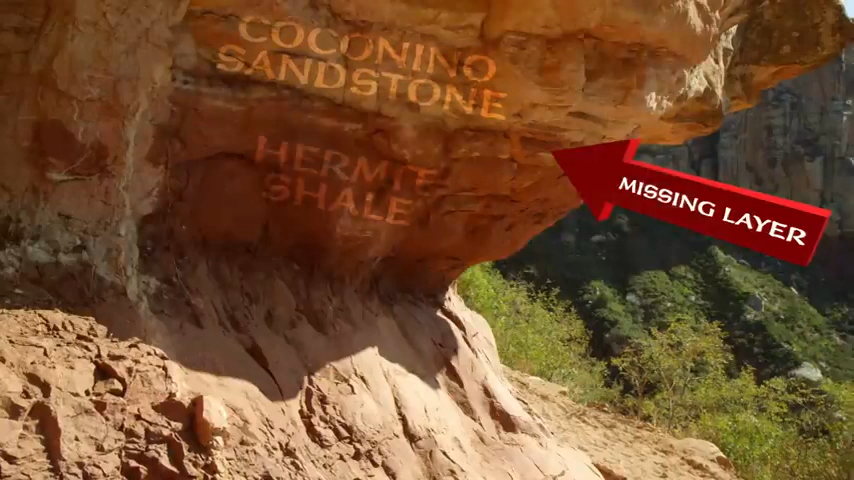 COCONINO
SANDSTONE
HERMIT
SHALE
MISSING LAYER